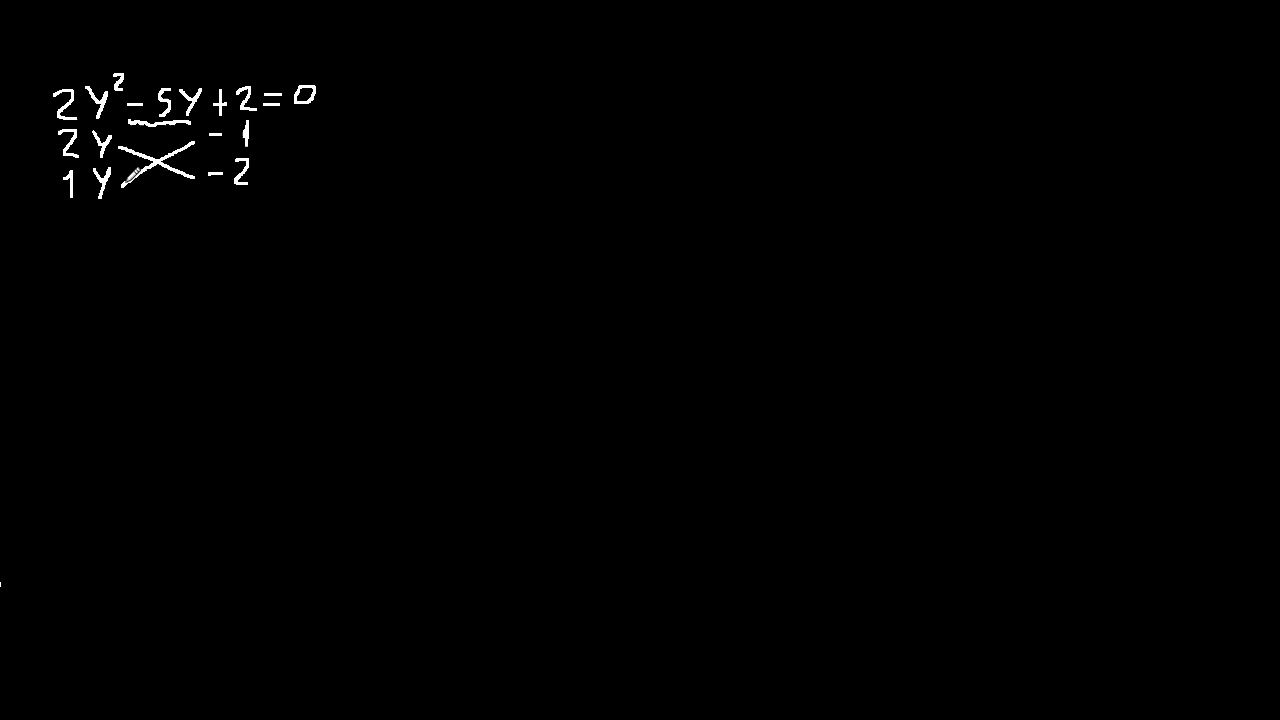 2y² - 5y + 2 = 0
2y - 1
1y - 2